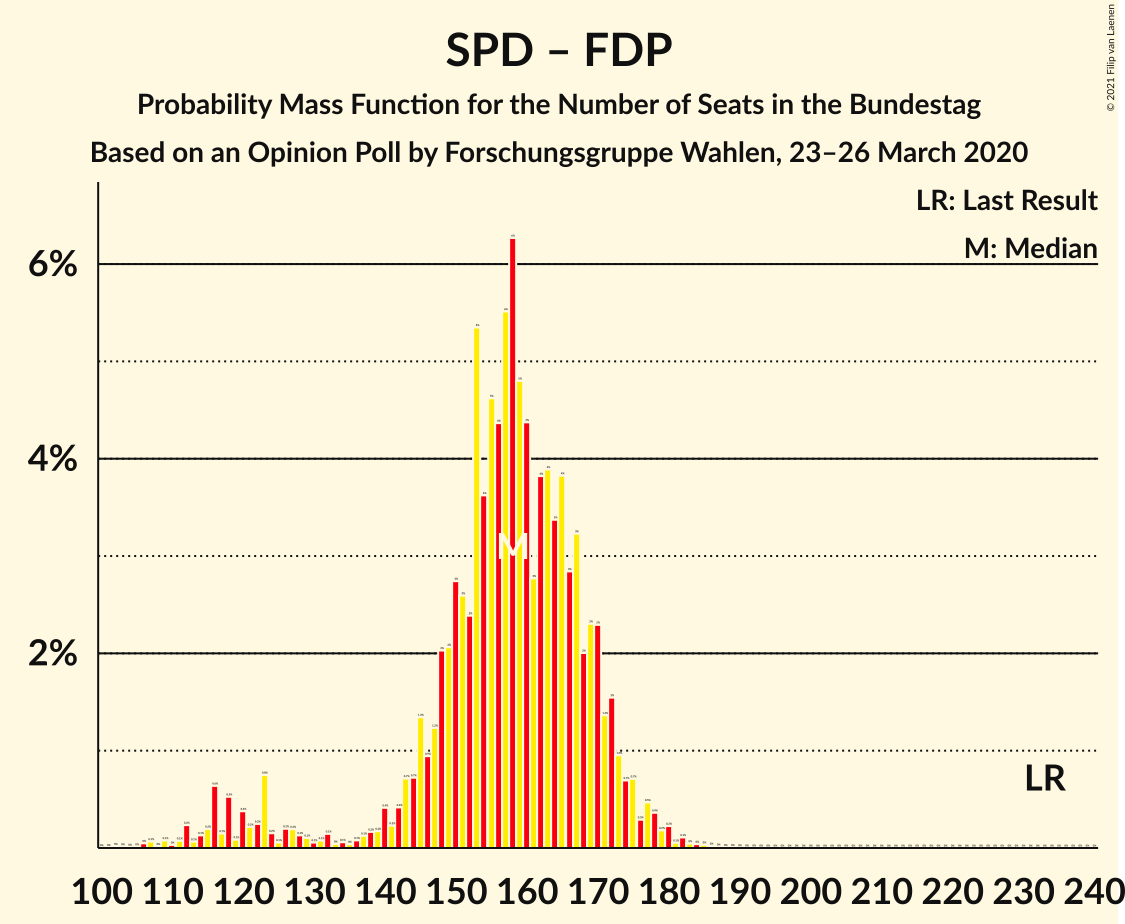 SPD – FDP
Probability Mass Function for the Number of Seats in the Bundestag
Based on an Opinion Poll by Forschungsgruppe Wahlen, 23–26 March 2020
© 2021 Filip van Laenen
LR: Last Result
M: Median
6%
4%
2%
M
LR
100 110 120 130 140 150 160 170 180 190 200 210 220 230 240